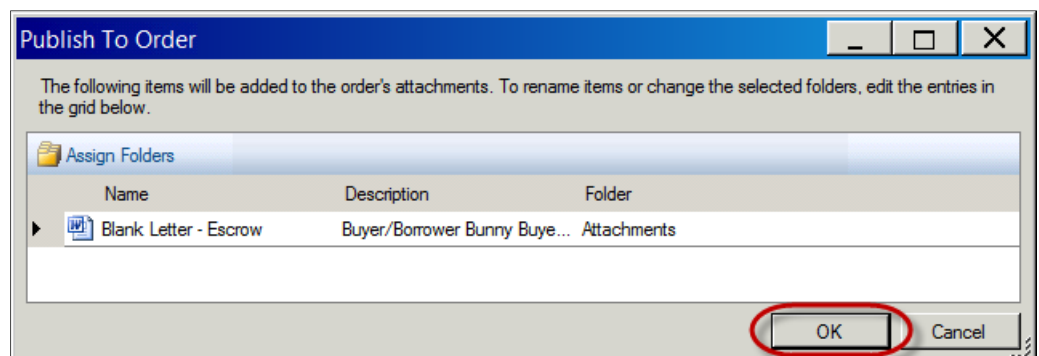 Publish To Order
The following items will be added to the order's attachments. To rename items or change the selected folders, edit the entries in
the grid below.
Assign Folders
Name Description Folder
Blank Letter - Escrow Buyer/Borrower Bunny Buye... Attachments
OK Cancel